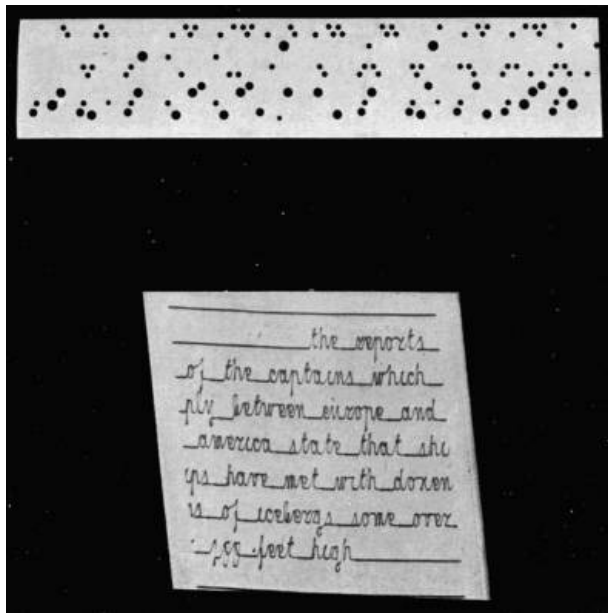 the reports
of the captains which
ply between europe and
america state that shi
ps have met with dozen
s of icebergs some over
feet high